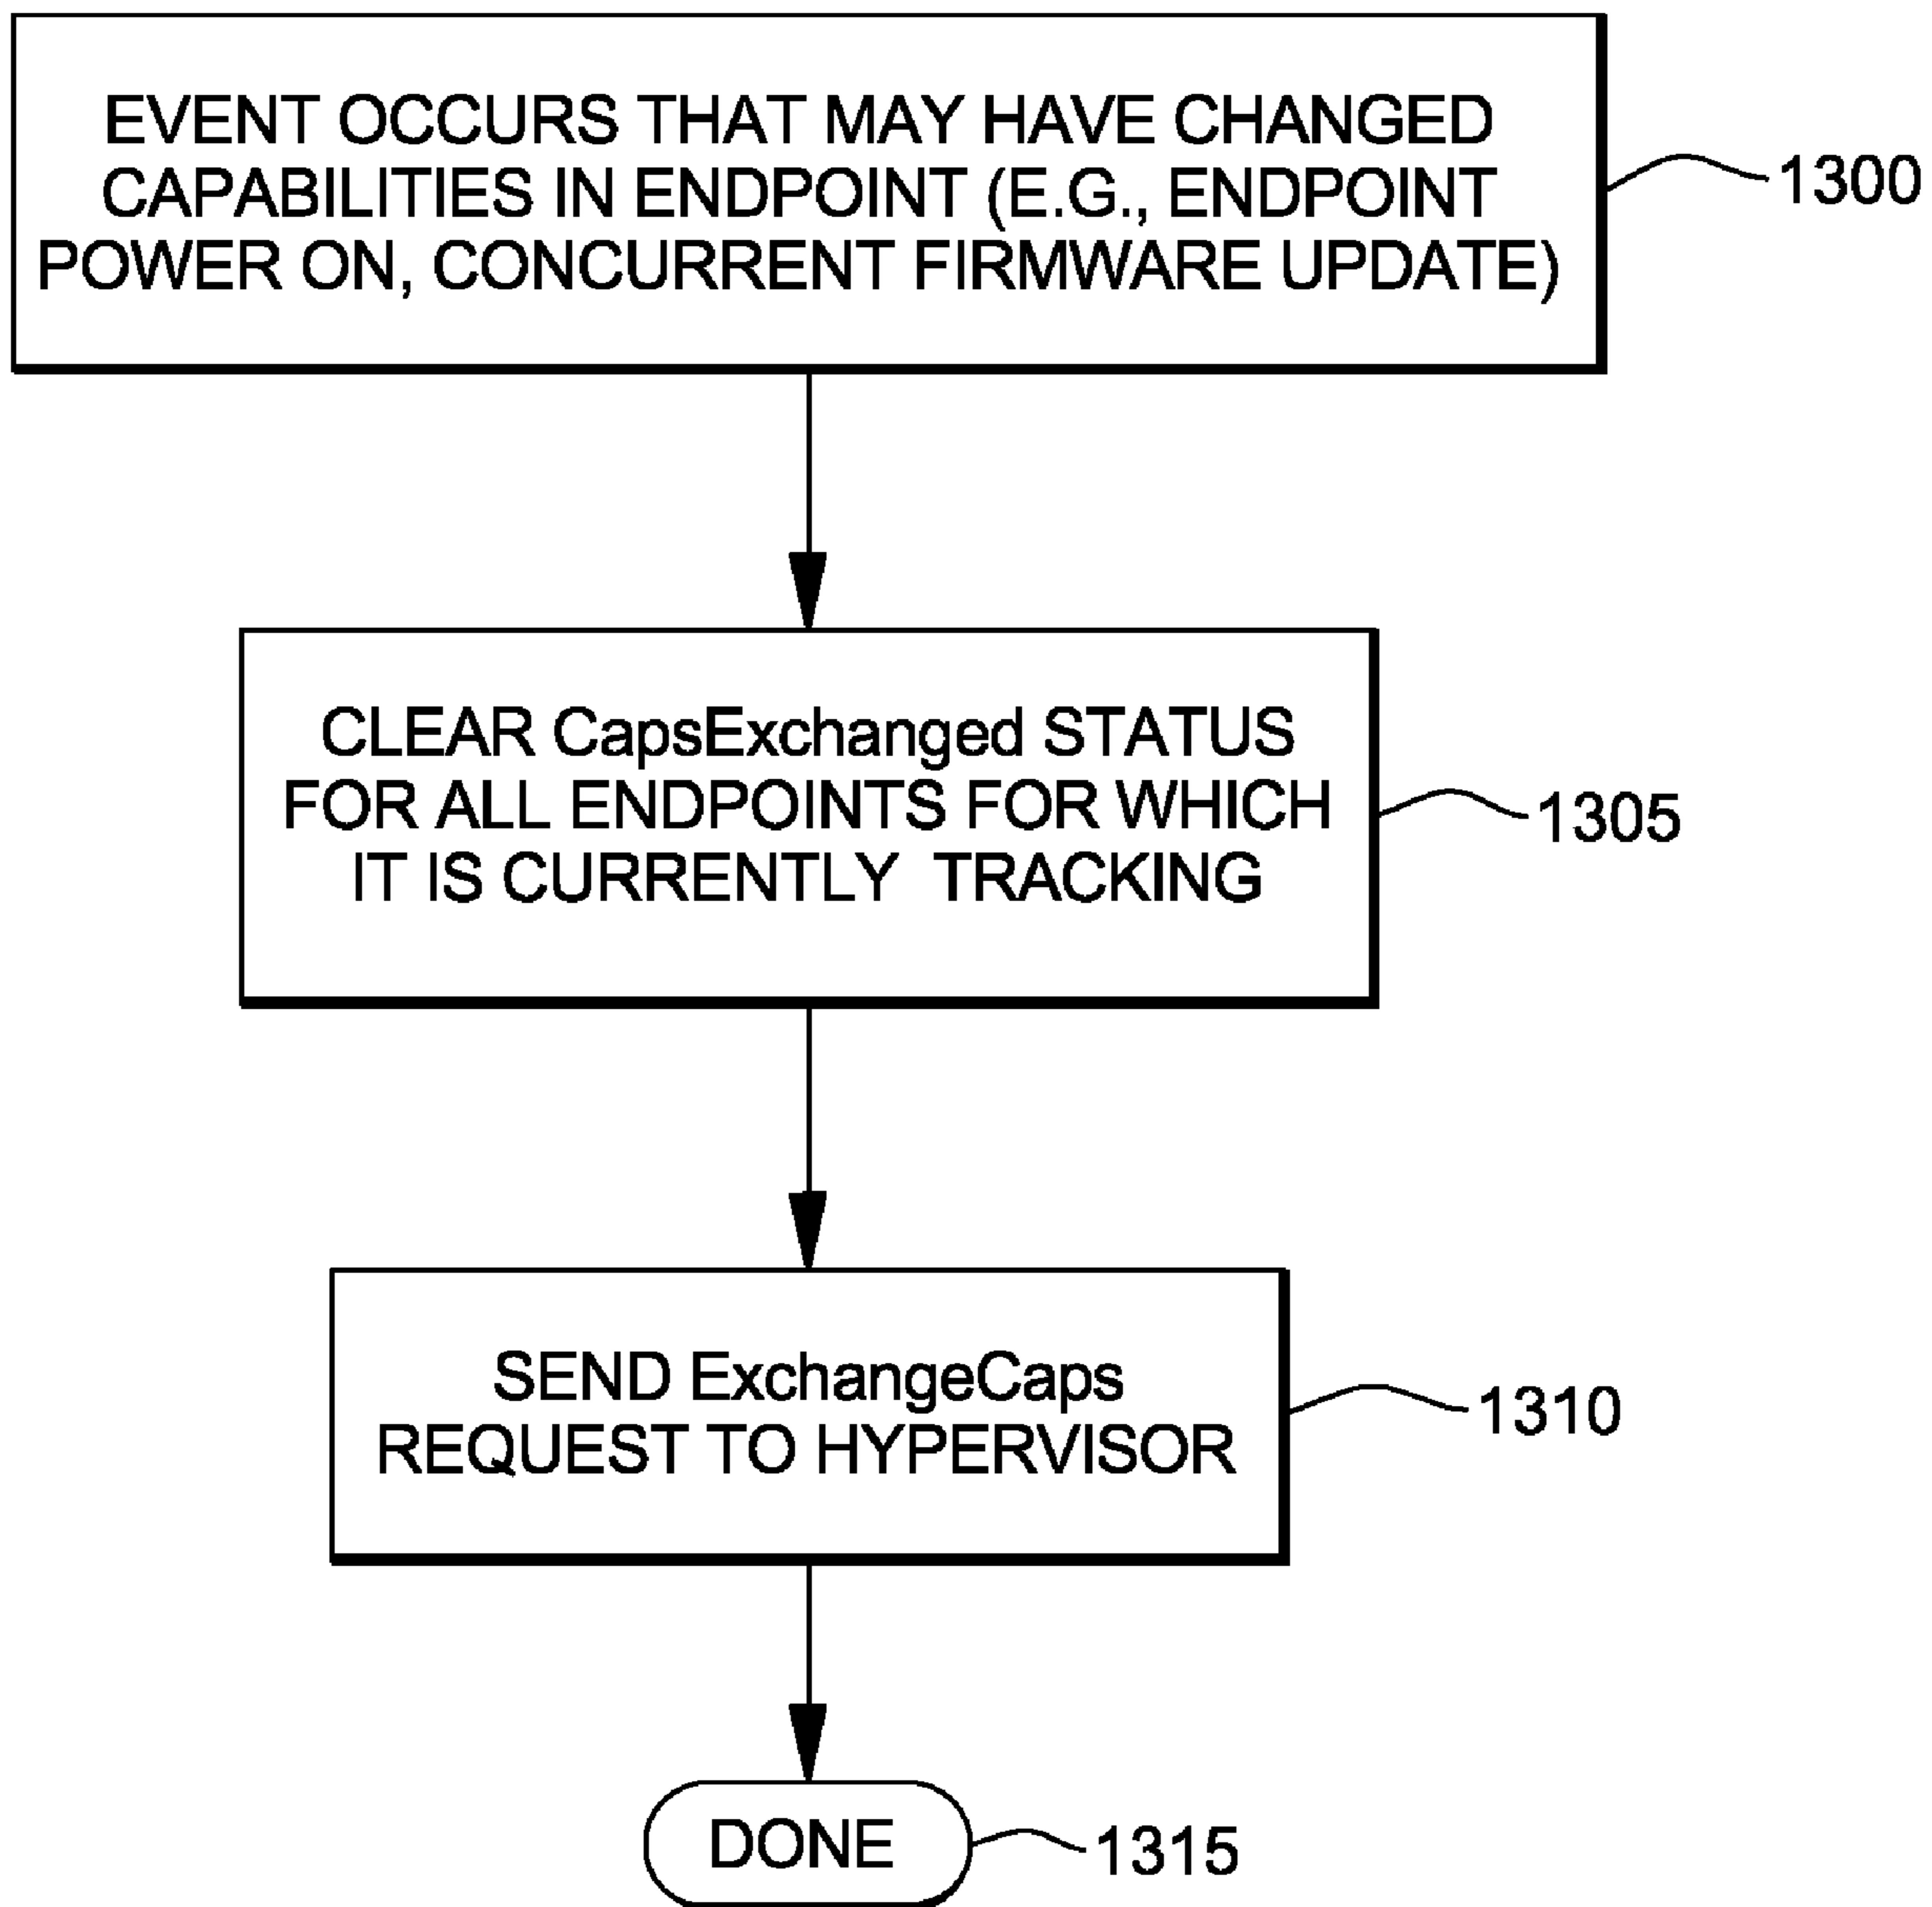 EVENT OCCURS THAT MAY HAVE CHANGED
CAPABILITIES IN ENDPOINT (E.G., ENDPOINT
POWER ON, CONCURRENT FIRMWARE UPDATE)
1300
CLEAR CapsExchanged STATUS
FOR ALL ENDPOINTS FOR WHICH
IT IS CURRENTLY TRACKING
1305
SEND ExchangeCaps
REQUEST TO HYPERVISOR
1310
DONE
1315